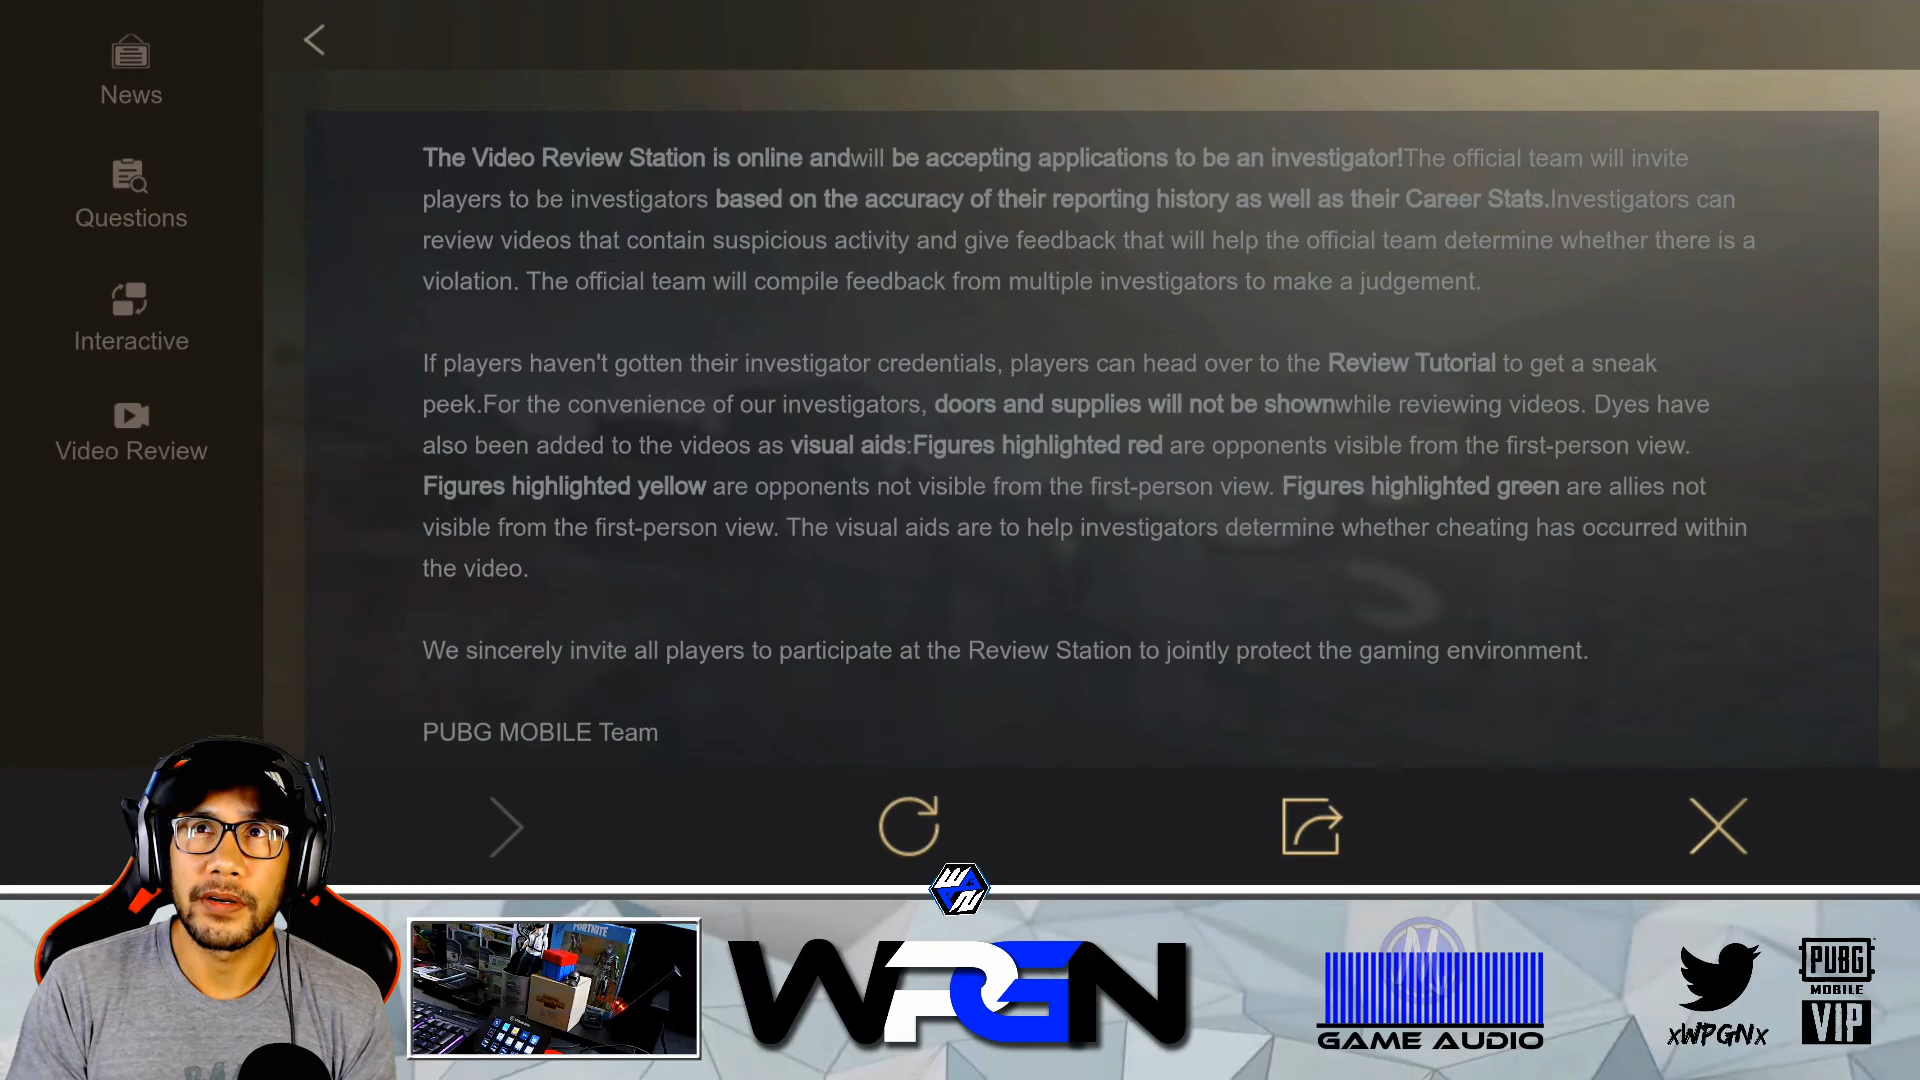 News
Questions
Interactive
Video Review
The Video Review Station is online andwill be accepting applications to be an investigator!The official team will invite
players to be investigators based on the accuracy of their reporting history as well as their Career Stats.Investigators can
review videos that contain suspicious activity and give feedback that will help the official team determine whether there is a
violation. The official team will compile feedback from multiple investigators to make a judgement.
If players haven't gotten their investigator credentials, players can head over to the Review Tutorial to get a sneak
peek.For the convenience of our investigators, doors and supplies will not be shownwhile reviewing videos. Dyes have
also been added to the videos as visual aids:Figures highlighted red are opponents visible from the first-person view.
Figures highlighted yellow are opponents not visible from the first-person view. Figures highlighted green are allies not
visible from the first-person view. The visual aids are to help investigators determine whether cheating has occurred within
the video.
We sincerely invite all players to participate at the Review Station to jointly protect the gaming environment.
PUBG MOBILE Team
FORTNITE
WPGN
GAME AUDIO
xWPGNx
PUBG
MOBILE
VIP